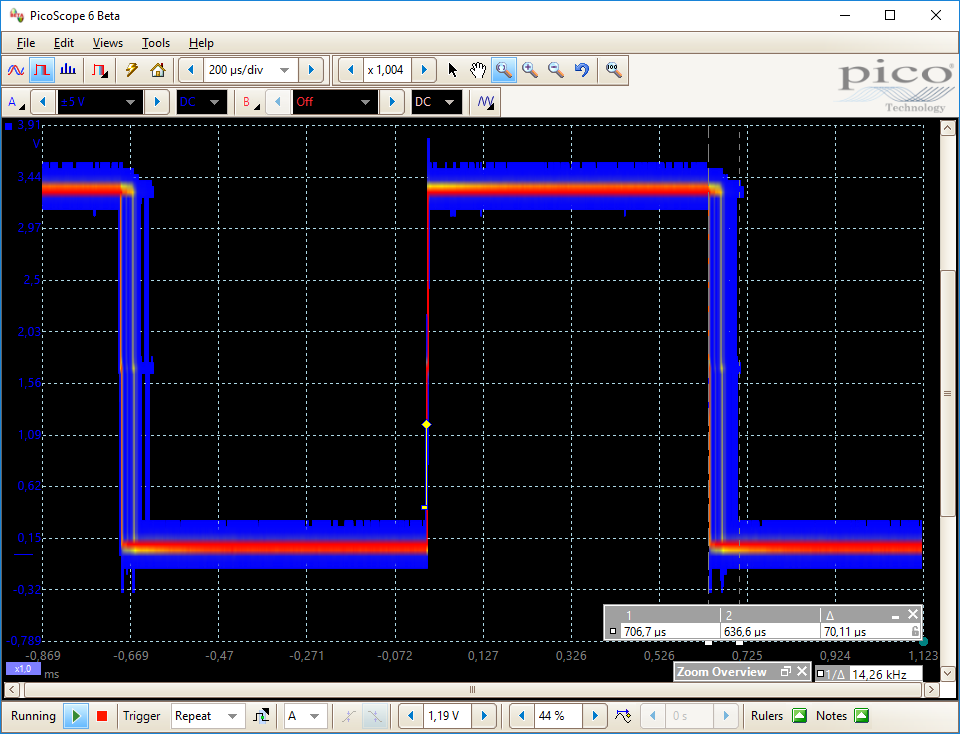 PicoScope 6 Beta
File Edit Views Tools Help
200 µs/div x 1,004
pico
Technology
A ±5 V DC B Off DC
3,91
V
3,44
2,97
2,5
2,03
1,56
1,09
0,62
0,15
-0,32
-0,789
1 2 Δ
706,7 µs 636,6 µs 70,11 µs
-0,869 -0,669 -0,47 -0,271 -0,072 0,127 0,326 0,526 0,725 0,924 1,123
x1,0 ms
Zoom Overview 1/Δ 14,26 kHz
Running Trigger Repeat A 1,19 V 44 % 0 s Rulers Notes